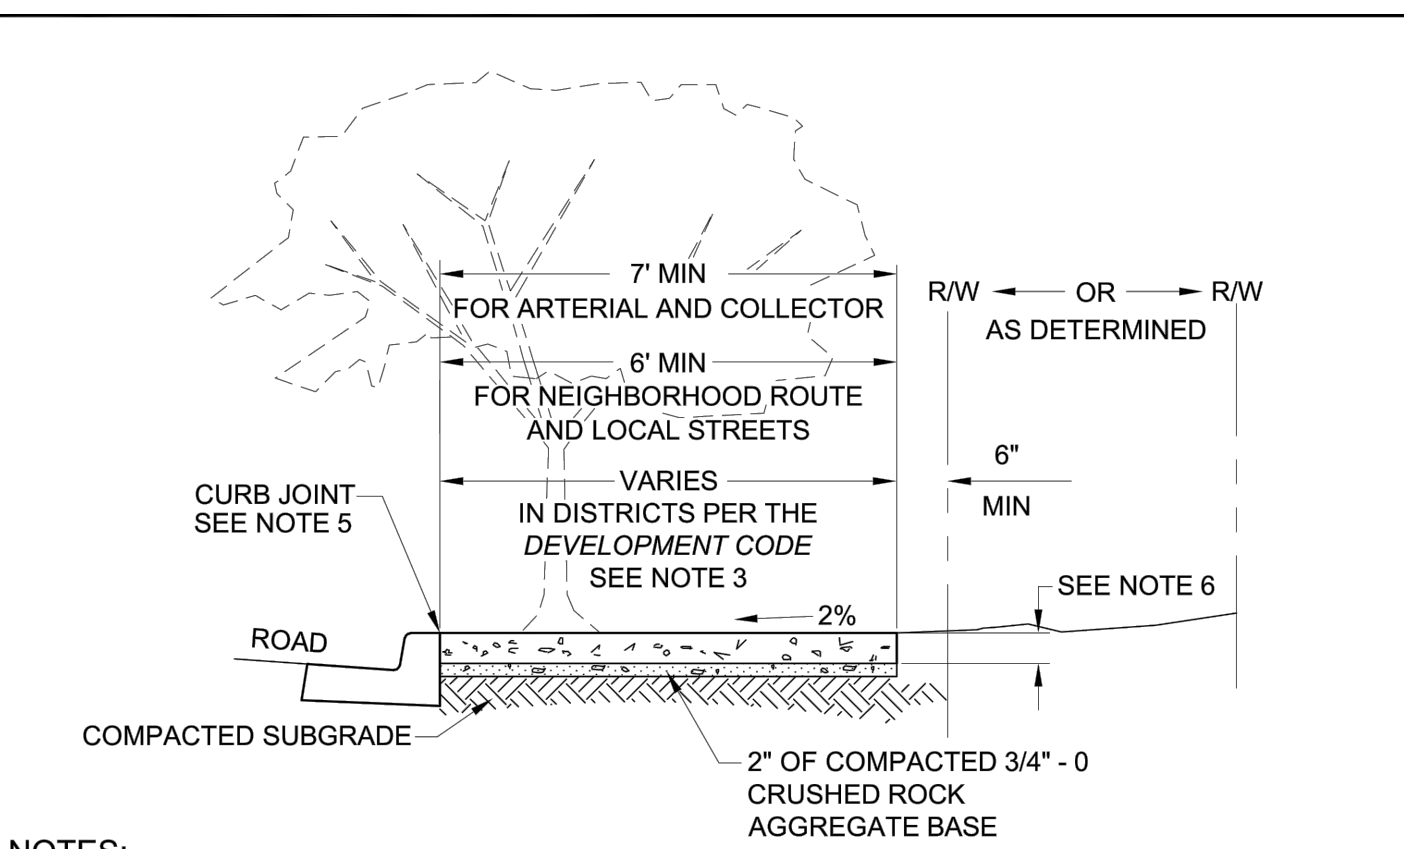 7' MIN
FOR ARTERIAL AND COLLECTOR
R/W OR R/W
AS DETERMINED
6' MIN
FOR NEIGHBORHOOD ROUTE
AND LOCAL STREETS
6"
MIN
VARIES
IN DISTRICTS PER THE
DEVELOPMENT CODE
SEE NOTE 3
CURB JOINT
SEE NOTE 5
SEE NOTE 6
2%
ROAD
COMPACTED SUBGRADE
2" OF COMPACTED 3/4" - 0
CRUSHED ROCK
AGGREGATE BASE
NOTES: